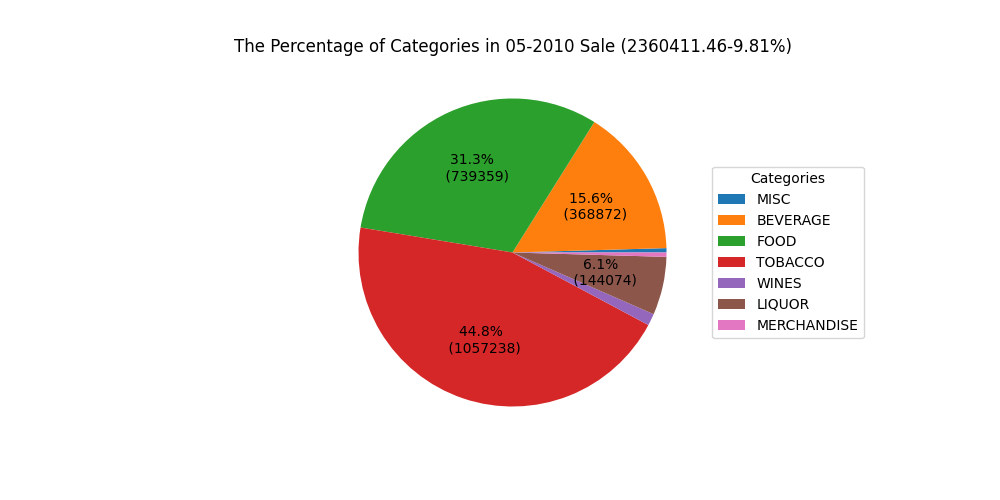 The Percentage of Categories in 05-2010 Sale (2360411.46-9.81%)
31.3%
(739359)
15.6%
(368872)
6.1%
(144074)
44.8%
(1057238)
Categories
MISC
BEVERAGE
FOOD
TOBACCO
WINES
LIQUOR
MERCHANDISE